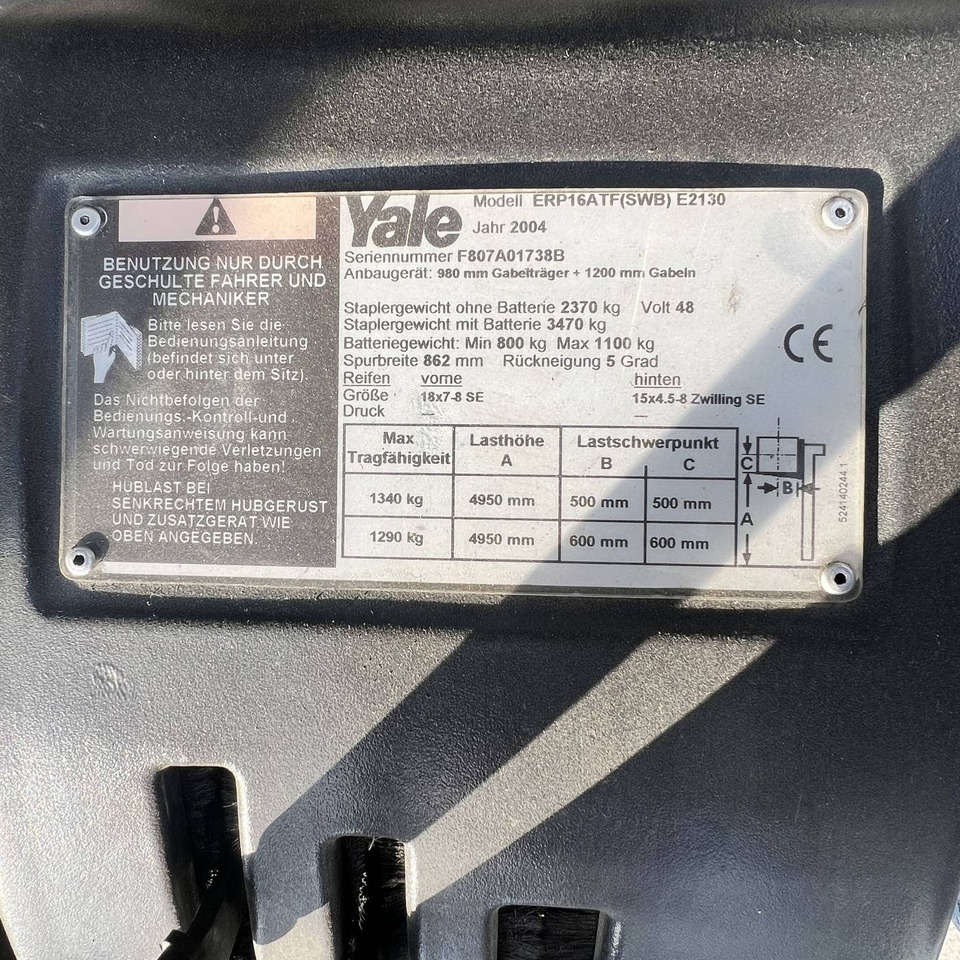 BENUTZUNG NUR DURCH
GESCHULTE FAHRER UND
MECHANIKER
Bitte lesen Sie die
Bedienungsanleitung
(befindet sich unter
oder hinter dem Sitz).
Das Nichtbefolgen der
Bedienungs.-Kontroll-und
Wartungsanweisung kann
schwerwiegende Verletzungen
und Tod zur Folge haben!
HUBLAST BEI
SENKRECHTEM HUBGERUST
UND ZUSATZGERAT WIE
OBEN ANGEGEBEN.
Yale
Modell ERP16ATF(SWB) E2130
Jahr 2004
Seriennummer F807A01738B
Anbaugerät: 980 mm Gabelträger + 1200 mm Gabeln
Staplergewicht ohne Batterie 2370 kg Volt 48
Staplergewicht mit Batterie 3470 kg
Batteriegewicht: Min 800 kg Max 1100 kg
Spurbreite 862 mm Rückneigung 5 Grad
Reifen vorne hinten
Größe 18x7-8 SE 15x4.5-8 Zwilling SE
Druck — —
CE
Max Tragfähigkeit Lasthöhe A Lastschwerpunkt B C
1340 kg 4950 mm 500 mm 500 mm
1290 kg 4950 mm 600 mm 600 mm
C
B
A
524140244.1